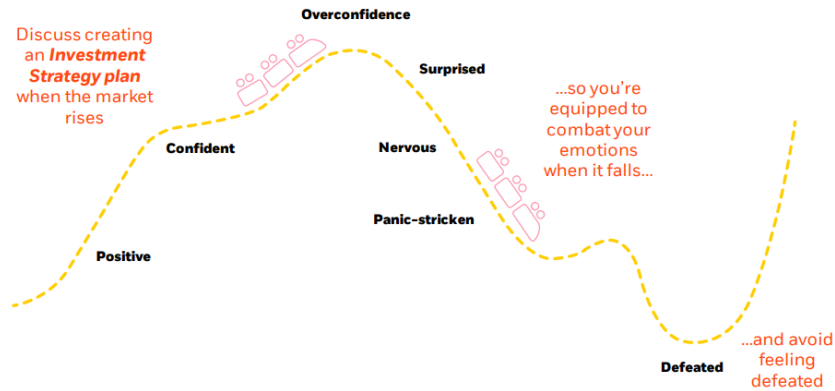 Overconfidence
Discuss creating
an Investment
Strategy plan
when the market
rises
Surprised
...so you're
equipped to
combat your
emotions
when it falls...
Confident
Nervous
Panic-stricken
Positive
...and avoid
feeling
defeated
Defeated